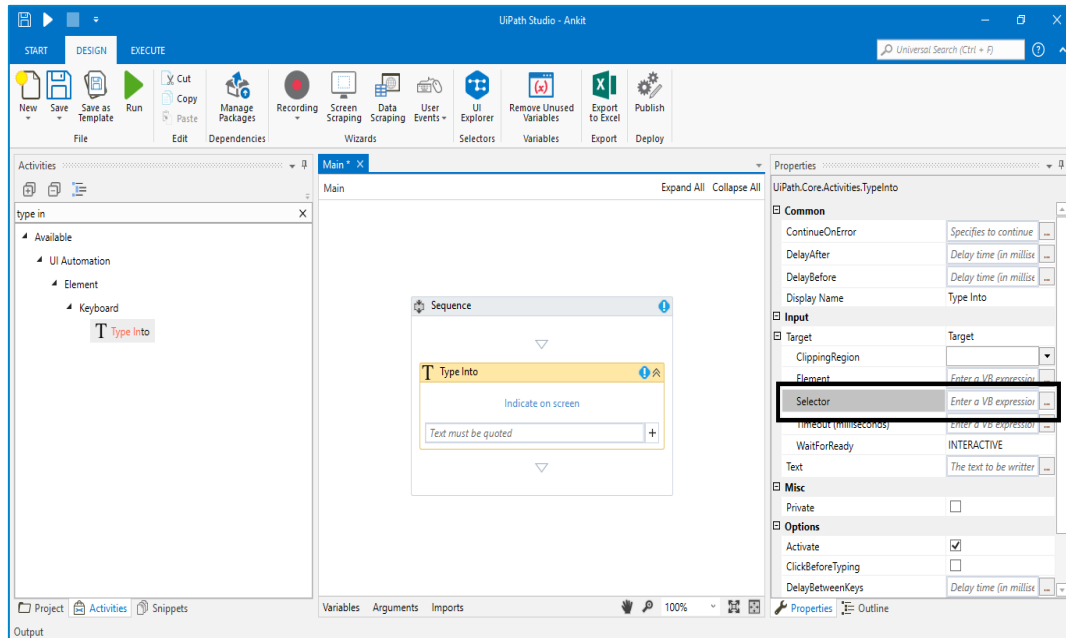 UiPath Studio - Ankit
START DESIGN EXECUTE Universal Search (Ctrl + F) ?
New Save Save as Template Run Cut Copy Paste Manage Packages Recording Screen Scraping Data Scraping User Events UI Explorer Remove Unused Variables Export to Excel Publish
File Edit Dependencies Wizards Selectors Variables Export Deploy
Activities
type in
Available
UI Automation
Element
Keyboard
T Type Into
Project Activities Snippets
Output
Main * X
Main Expand All Collapse All
Sequence
T Type Into
Indicate on screen
Text must be quoted +
Variables Arguments Imports 100%
Properties
UiPath.Core.Activities.TypeInto
Common
ContinueOnError Specifies to continue ...
DelayAfter Delay time (in millise ...
DelayBefore Delay time (in millise ...
Display Name Type Into
Input
Target Target
ClippingRegion
Element Enter a VB expression ...
Selector Enter a VB expression ...
Timeout (milliseconds) Enter a VB expression ...
WaitForReady INTERACTIVE
Text The text to be writter ...
Misc
Private
Options
Activate
ClickBeforeTyping
DelayBetweenKeys Delay time (in millise ...
Properties Outline